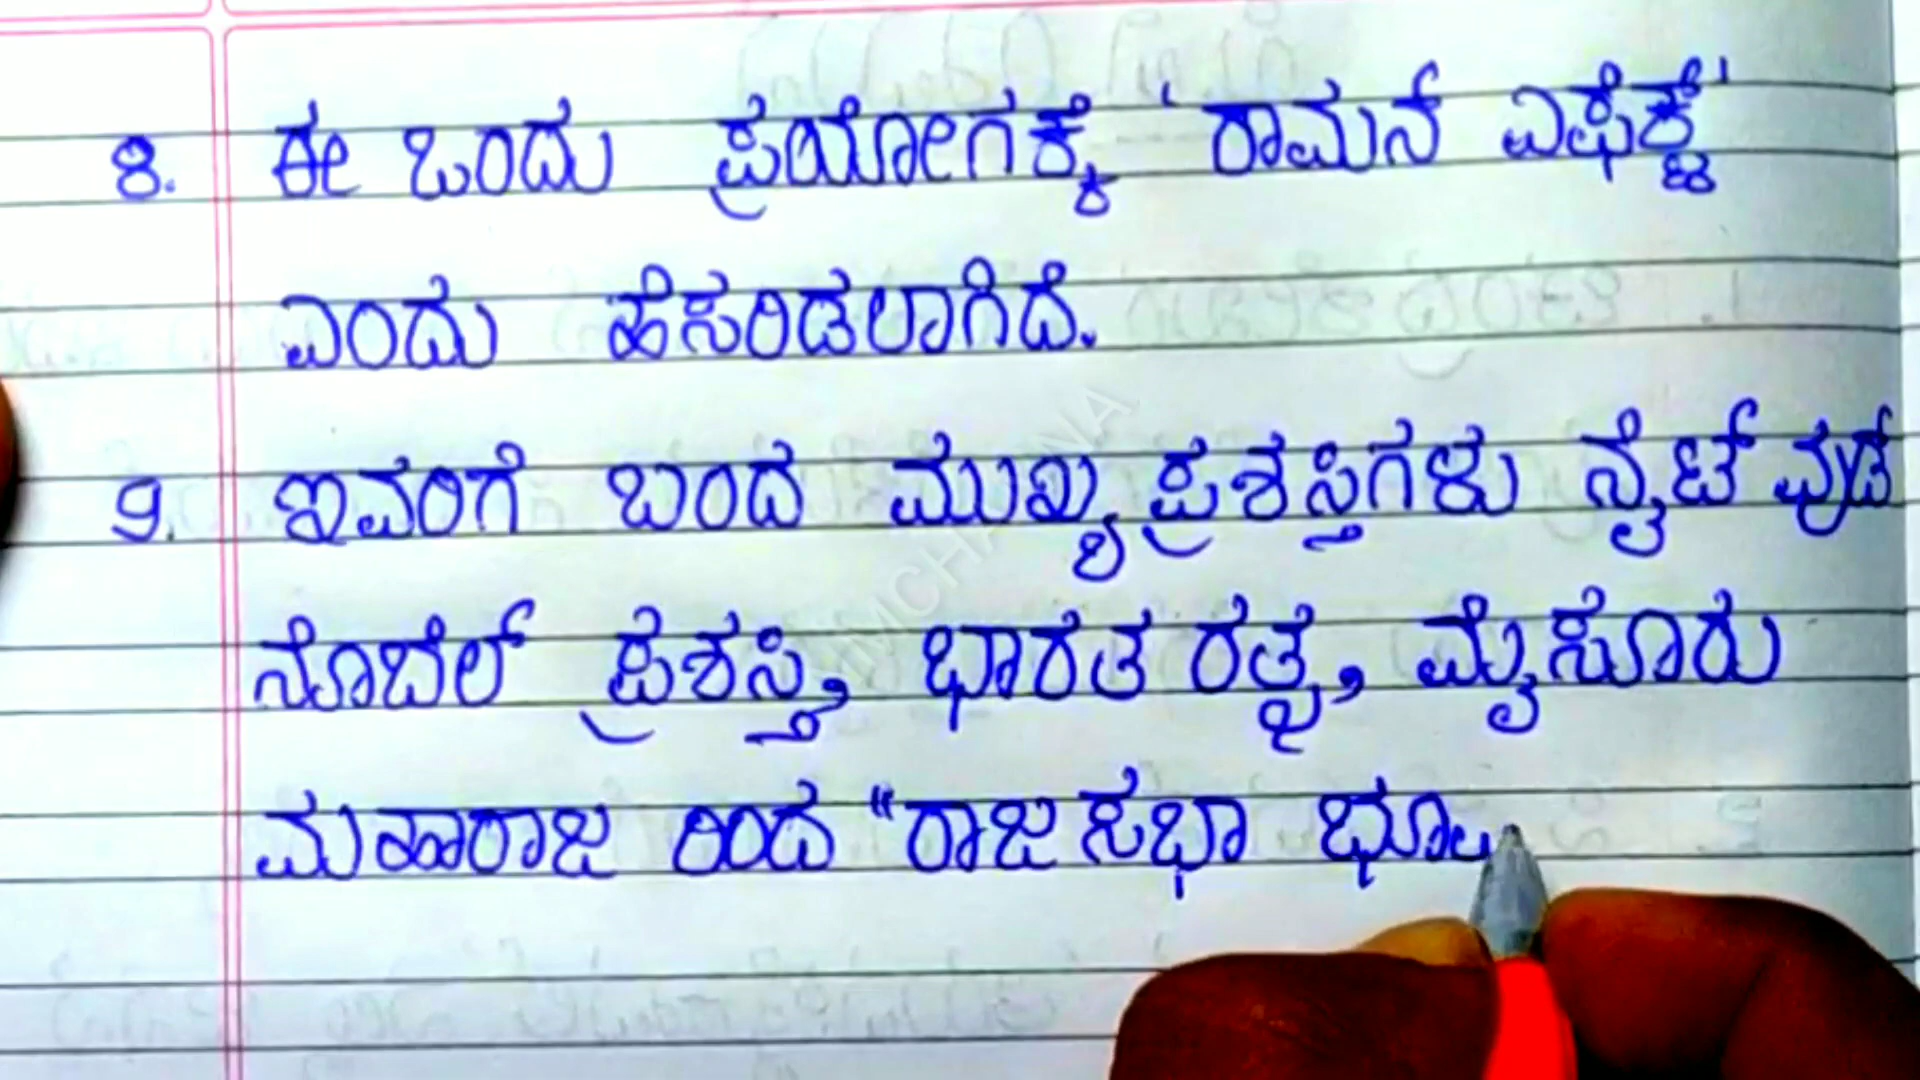 8. ಈ ಒಂದು ಪ್ರಯೋಗಕ್ಕೆ 'ರಾಮನ್ ಎಫೆಕ್ಟ್'
ಎಂದು ಹೆಸರಿಡಲಾಗಿದೆ.
9. ಇವರಿಗೆ ಬಂದ ಮುಖ್ಯ ಪ್ರಶಸ್ತಿಗಳು ನೈಟ್ ವುಡ್
ನೊಬೆಲ್ ಪ್ರಶಸ್ತಿ, ಭಾರತ ರತ್ನ, ಮೈಸೂರು
ಮಹಾರಾಜ ರಿಂದ "ರಾಜಸಭಾ